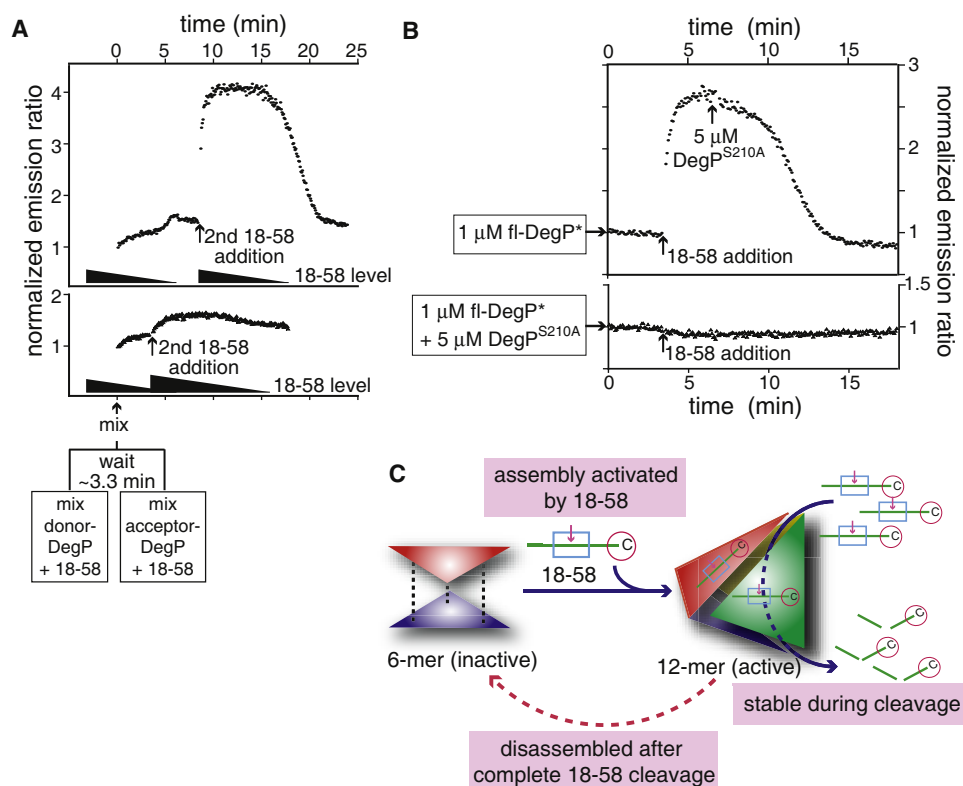 A
time (min)
0 5 10 15 20 25
normalized emission ratio
4
3
2
1
2nd 18-58
addition
18-58 level
2
1
2nd 18-58
addition
18-58 level
mix
wait
~3.3 min
mix
donor-
DegP
+ 18-58
mix
acceptor-
DegP
+ 18-58
B
time (min)
0 5 10 15
3
2
1
normalized emission ratio
5 μM
DegP^S210A
1 μM fl-DegP*
18-58 addition
1.5
1
1 μM fl-DegP*
+ 5 μM DegP^S210A
18-58 addition
0 5 10 15
time (min)
C
assembly activated
by 18-58
C
18-58
6-mer (inactive)
C
C
12-mer (active)
C
C
C
C
C
C
stable during cleavage
disassembled after
complete 18-58 cleavage